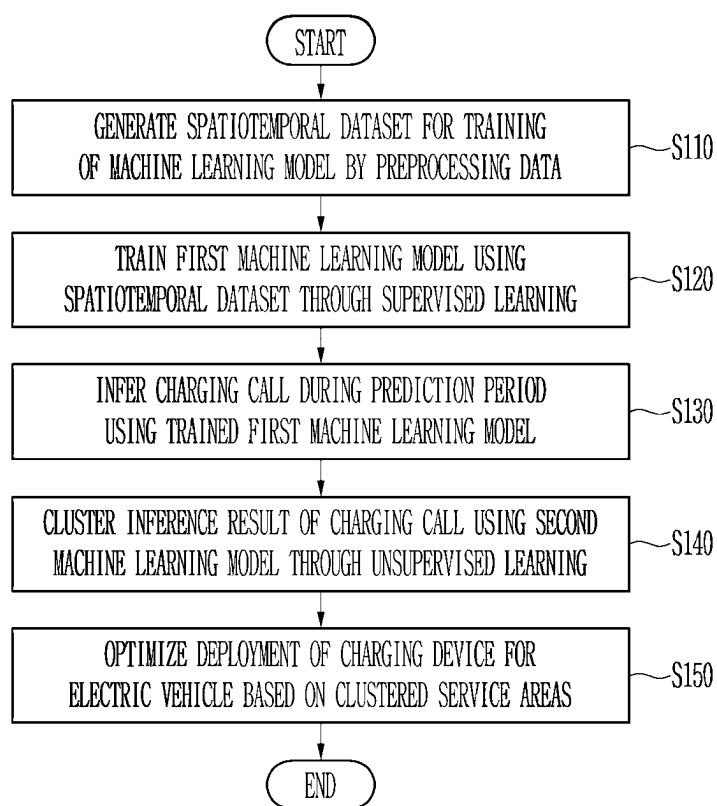 START
GENERATE SPATIOTEMPORAL DATASET FOR TRAINING
OF MACHINE LEARNING MODEL BY PREPROCESSING DATA
S110
TRAIN FIRST MACHINE LEARNING MODEL USING
SPATIOTEMPORAL DATASET THROUGH SUPERVISED LEARNING
S120
INFER CHARGING CALL DURING PREDICTION PERIOD
USING TRAINED FIRST MACHINE LEARNING MODEL
S130
CLUSTER INFERENCE RESULT OF CHARGING CALL USING SECOND
MACHINE LEARNING MODEL THROUGH UNSUPERVISED LEARNING
S140
OPTIMIZE DEPLOYMENT OF CHARGING DEVICE FOR
ELECTRIC VEHICLE BASED ON CLUSTERED SERVICE AREAS
S150
END